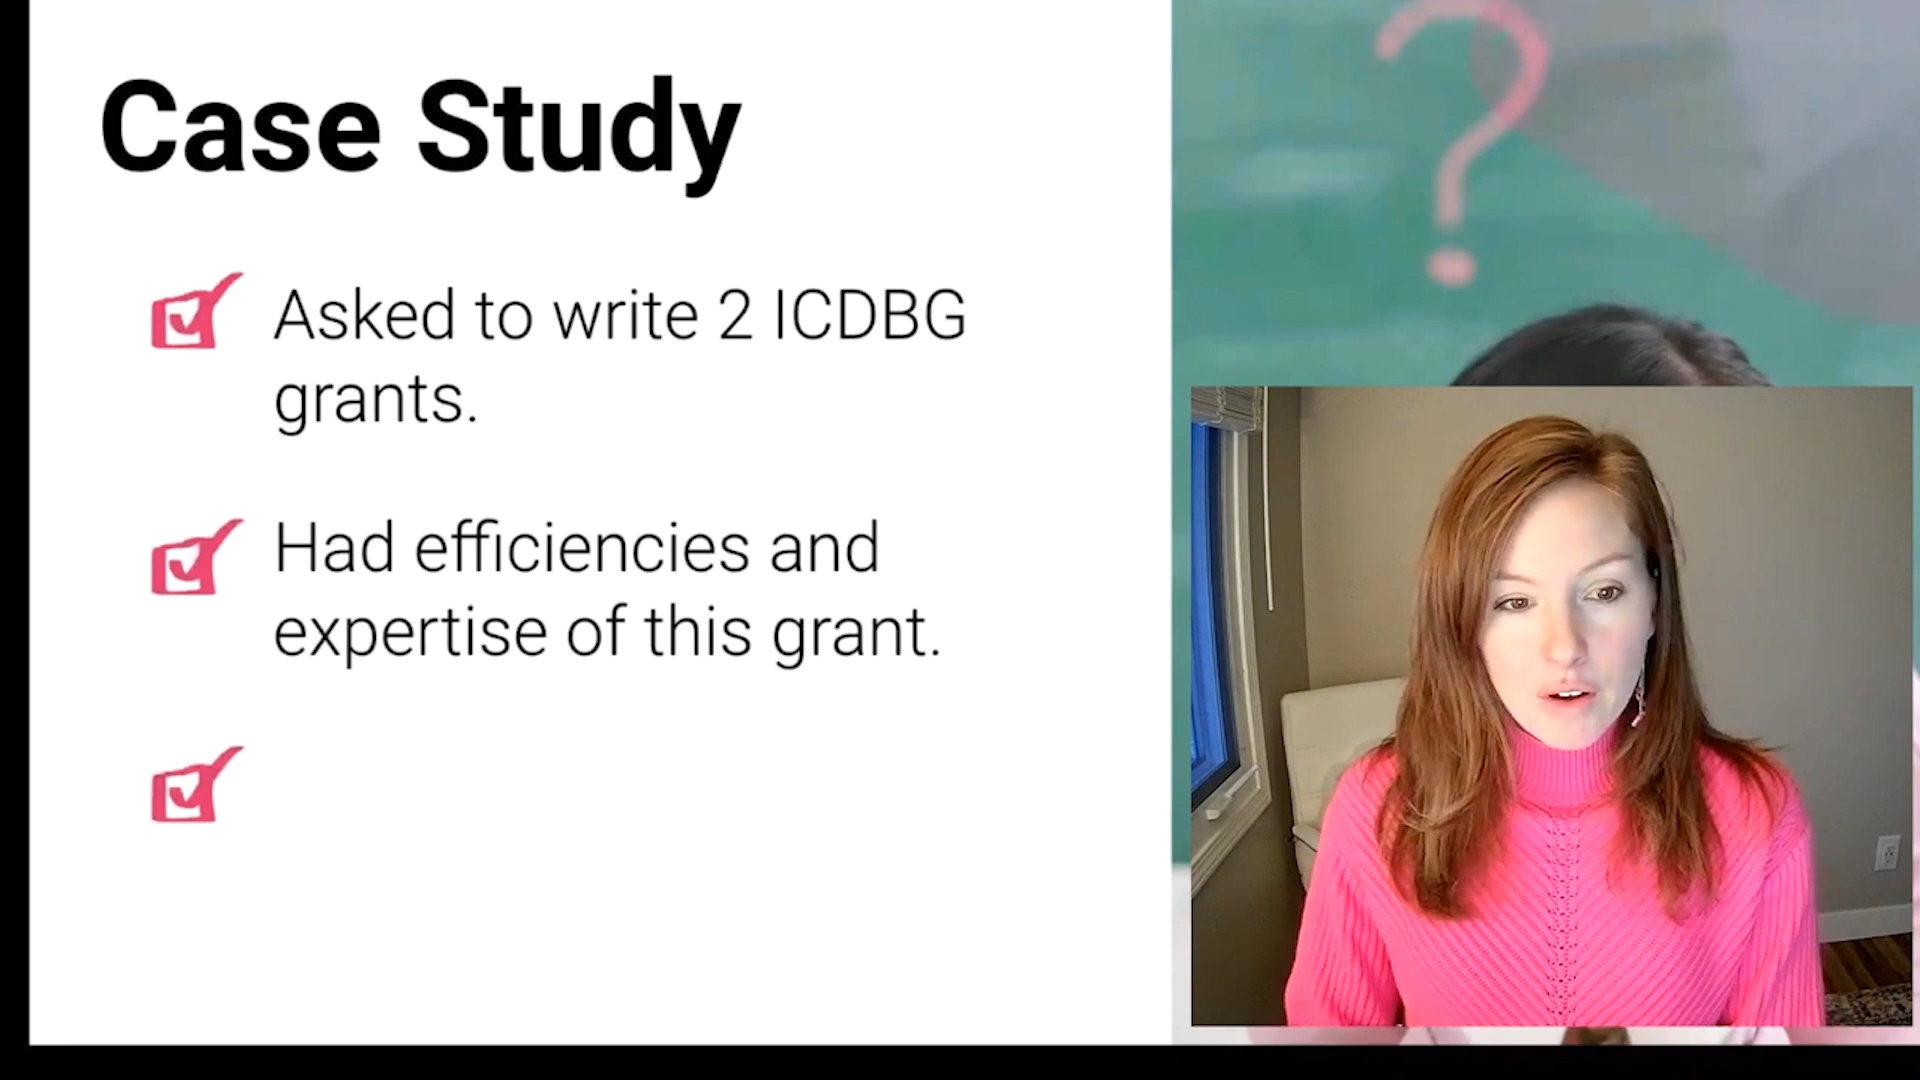 Case Study
Asked to write 2 ICDBG
grants.
Had efficiencies and
expertise of this grant.
?